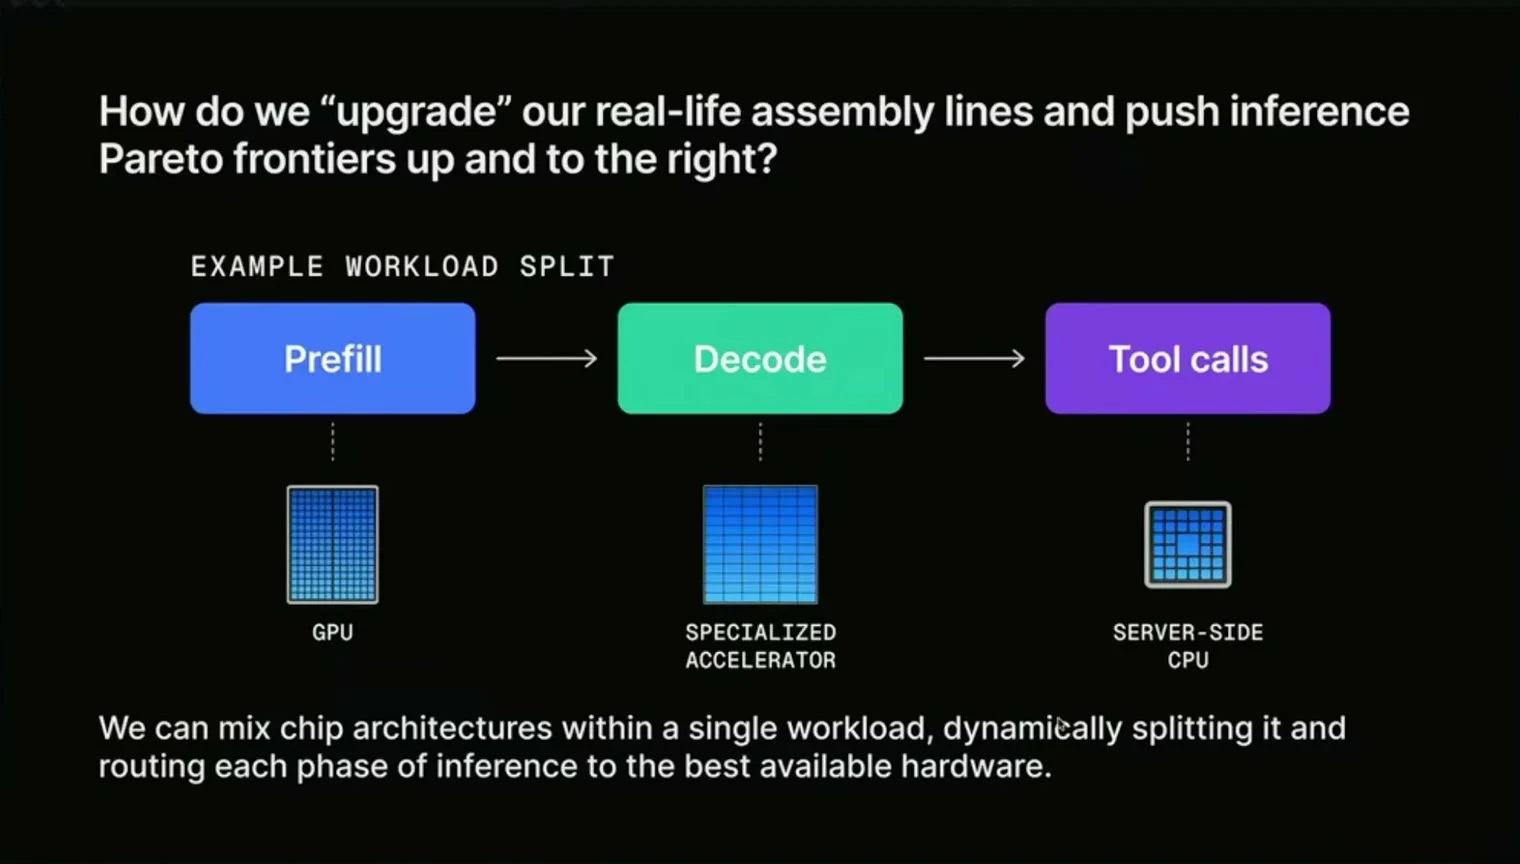 How do we “upgrade” our real-life assembly lines and push inference
Pareto frontiers up and to the right?
EXAMPLE WORKLOAD SPLIT
Prefill
Decode
Tool calls
GPU
SPECIALIZED
ACCELERATOR
SERVER-SIDE
CPU
We can mix chip architectures within a single workload, dynamically splitting it and
routing each phase of inference to the best available hardware.